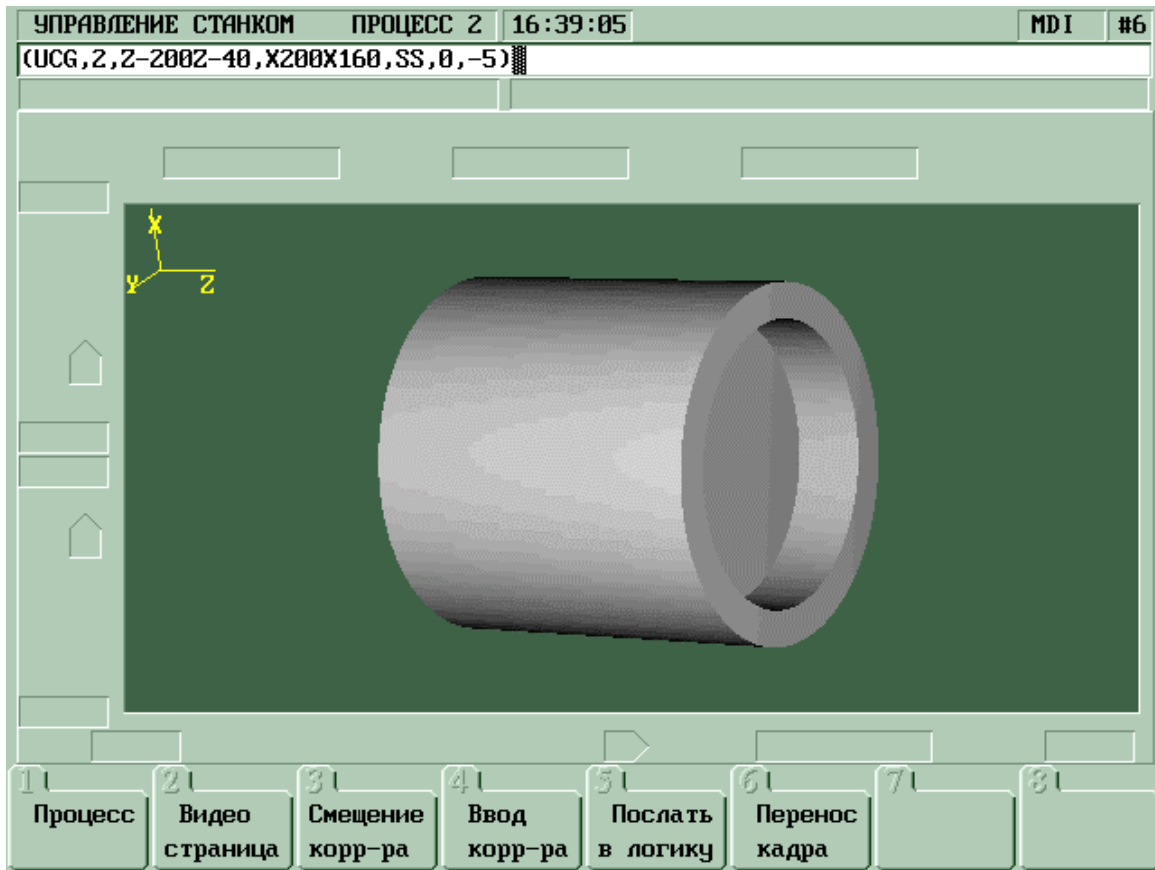 УПРАВЛЕНИЕ СТАНКОМ ПРОЦЕСС 2 16:39:05 MDI #6
(UCG,2,Z-200Z-40,X200X160,SS,0,-5)
X
Y Z
1 2 3 4 5 6 7 8
Процесс Видео Смещение Ввод Послать Перенос
страница корр-ра корр-ра в логику кадра